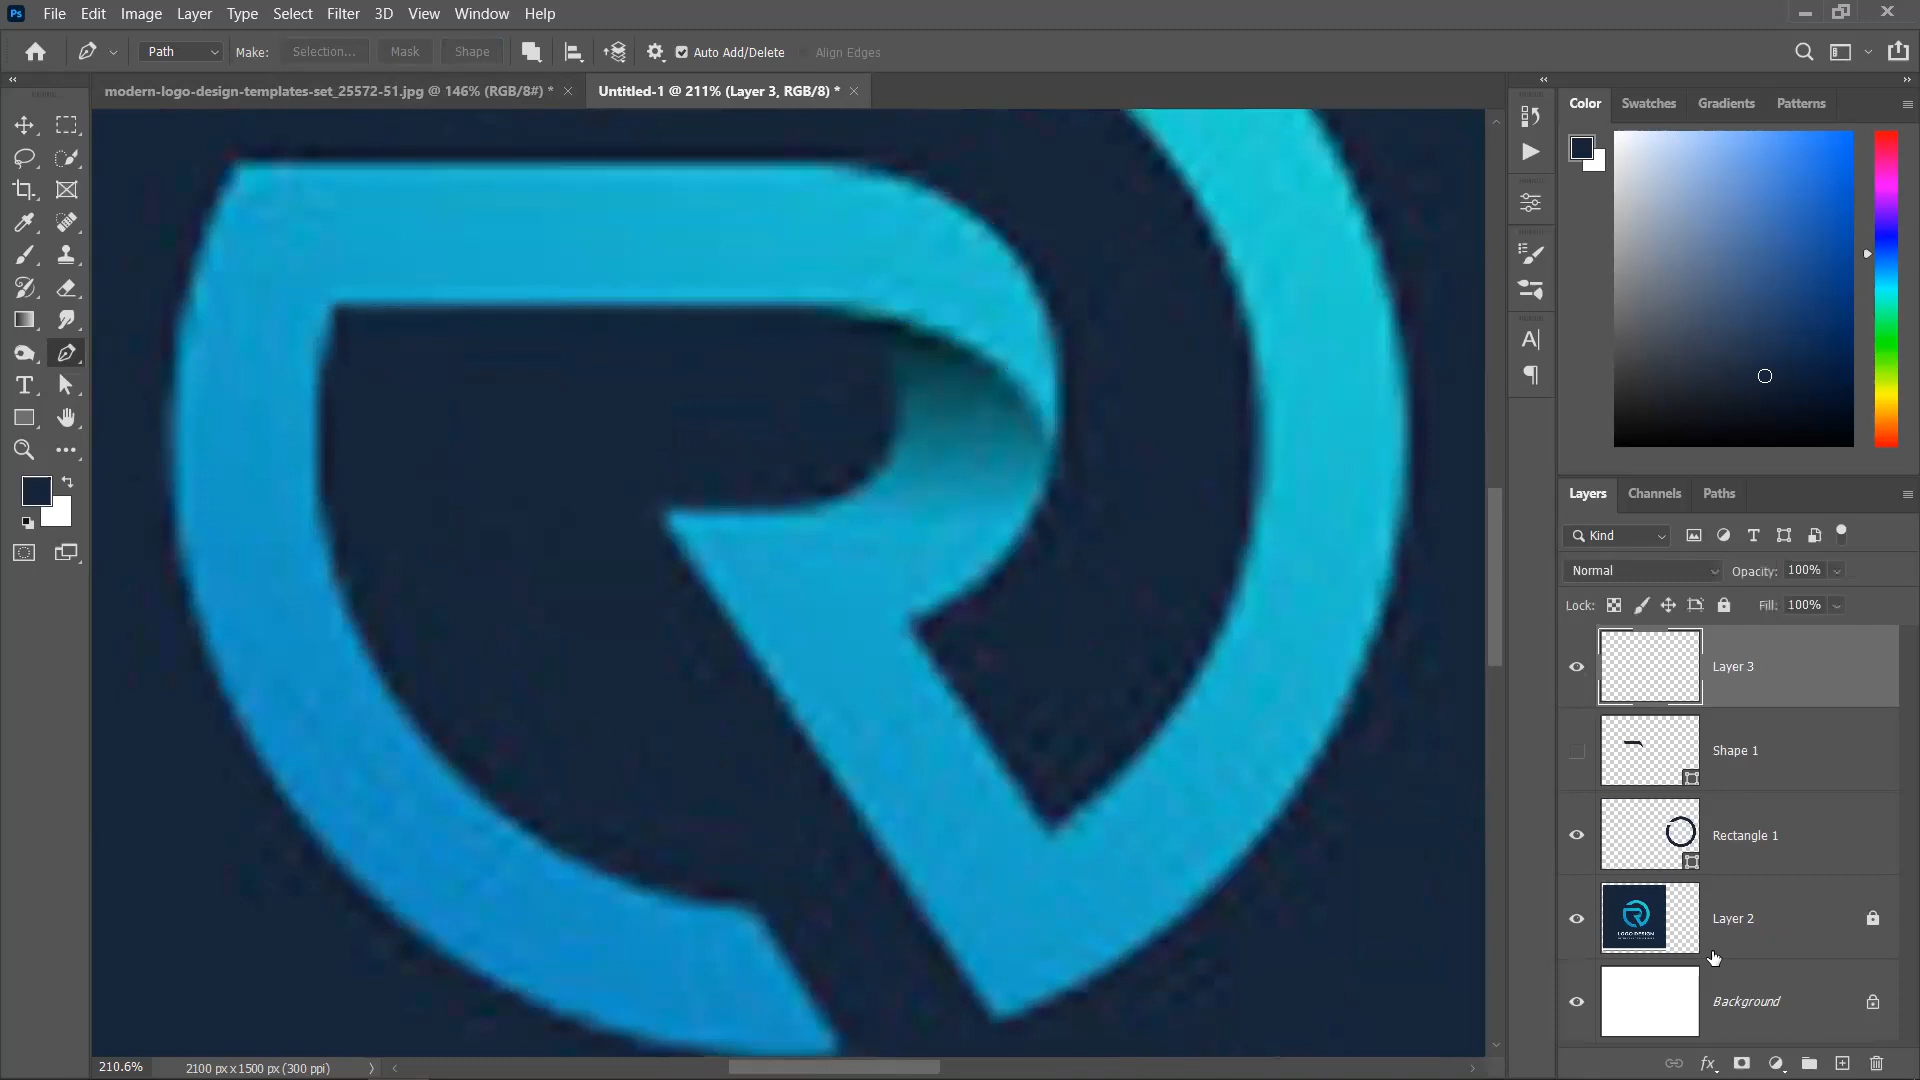 Ps File Edit Image Layer Type Select Filter 3D View Window Help
Path Make: Selection... Mask Shape Auto Add/Delete Align Edges
modern-logo-design-templates-set_25572-51.jpg @ 146% (RGB/8#) * Untitled-1 @ 211% (Layer 3, RGB/8) *
Color Swatches Gradients Patterns
Layers Channels Paths
Kind
Normal Opacity: 100%
Lock: Fill: 100%
Layer 3
Shape 1
Rectangle 1
Layer 2
LOGO DESIGN
Background
210.6% 2100 px x 1500 px (300 ppi)